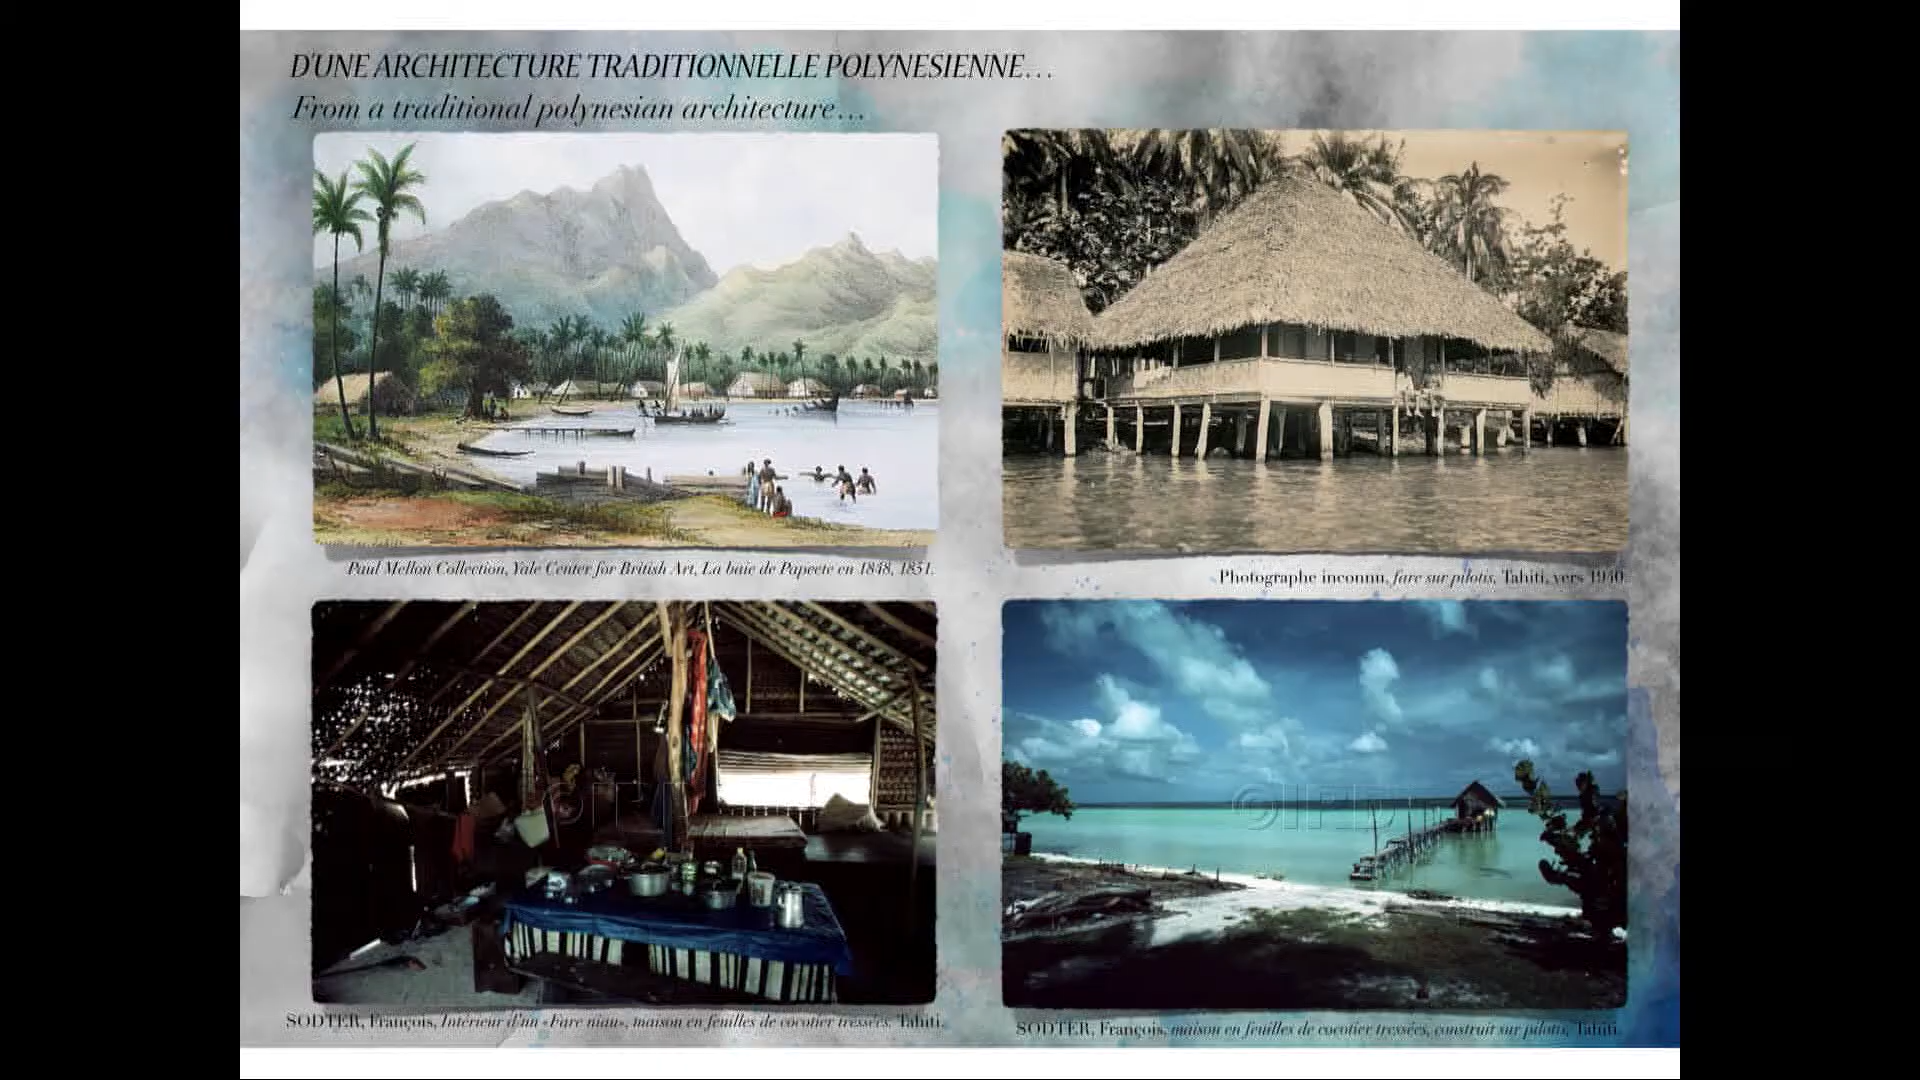 D'UNE ARCHITECTURE TRADITIONNELLE POLYNESIENNE...
From a traditional polynesian architecture...
Paul Mellon Collection, Yale Center for British Art, La baie de Papeete en 1848, 1851.
Photographe inconnu, fare sur pilotis, Tahiti, vers 1940
SODTER, François, Intérieur d'un «Fare niau», maison en feuilles de cocotier tressées, Tahiti.
SODTER, François, maison en feuilles de cocotier tressées, construit sur pilotis, Tahiti.